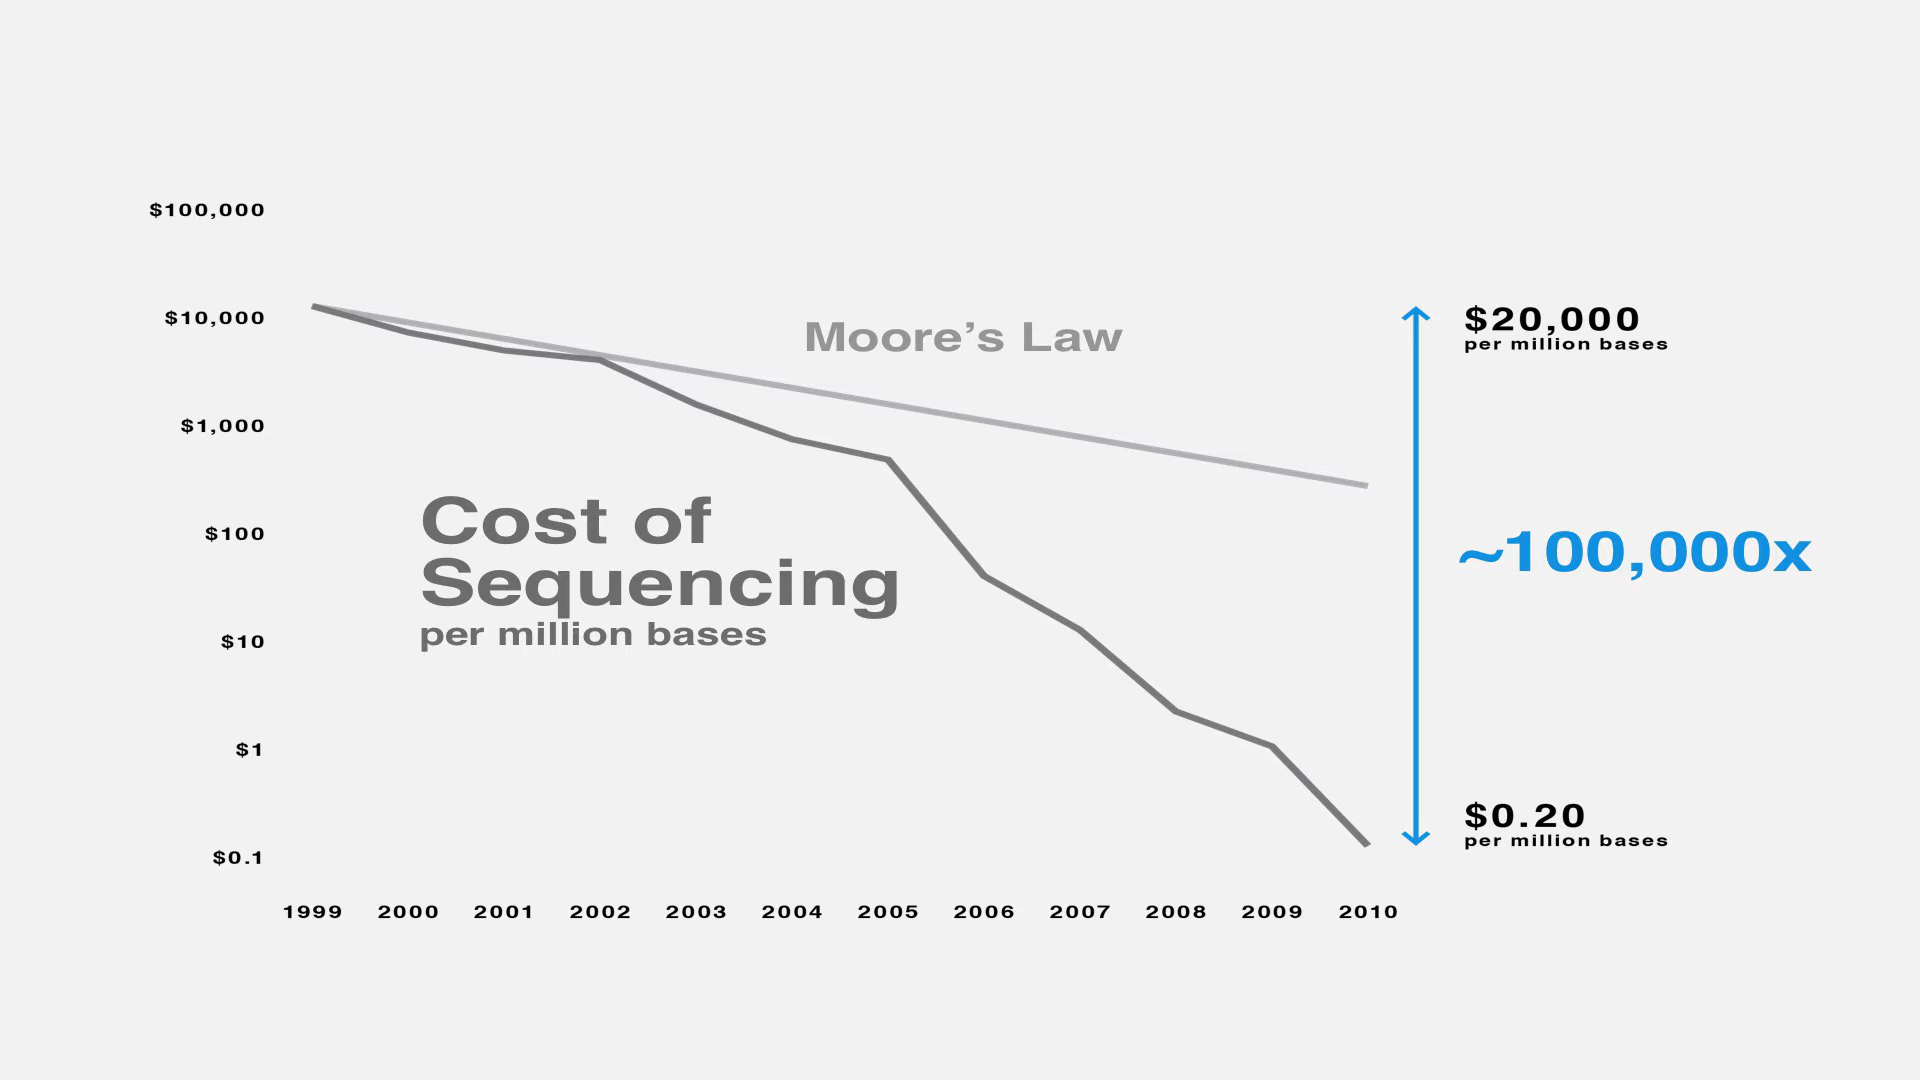 $100,000
$10,000
$1,000
$100
$10
$1
$0.1
Moore’s Law
Cost of
Sequencing
per million bases
$20,000
per million bases
~100,000x
$0.20
per million bases
1999 2000 2001 2002 2003 2004 2005 2006 2007 2008 2009 2010